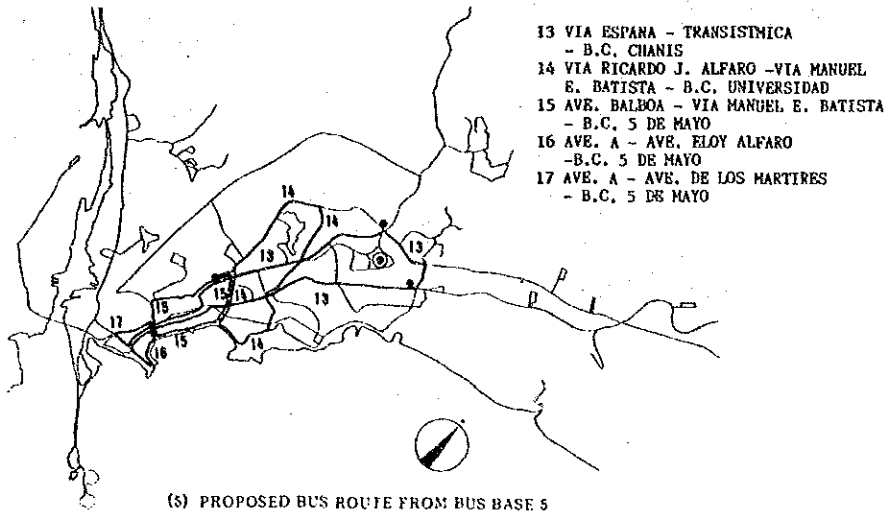 13 VIA ESPANA - TRANSISTMICA
- B.C. CHANIS
14 VIA RICARDO J. ALFARO -VIA MANUEL
E. BATISTA - B.C. UNIVERSIDAD
15 AVE. BALBOA - VIA MANUEL E. BATISTA
- B.C. 5 DE MAYO
16 AVE. A - AVE. ELOY ALFARO
-B.C. 5 DE MAYO
17 AVE. A - AVE. DE LOS MARTIRES
- B.C. 5 DE MAYO
14
14
13
13
15
14
13
17
15
16
14
(5) PROPOSED BUS ROUTE FROM BUS BASE 5